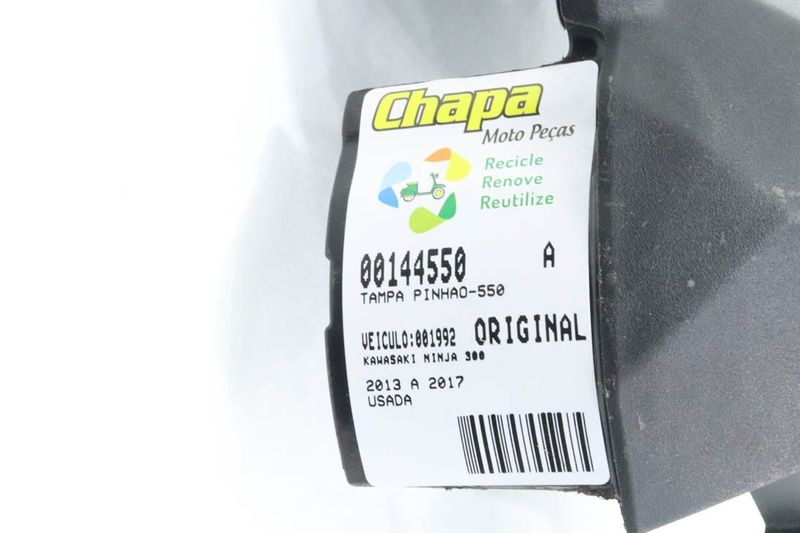 Chapa
Moto Peças
Recicle
Renove
Reutilize
00144550 A
TAMPA PINHAO-550
VEICULO:001992 ORIGINAL
KAWASAKI NINJA 300
2013 A 2017
USADA